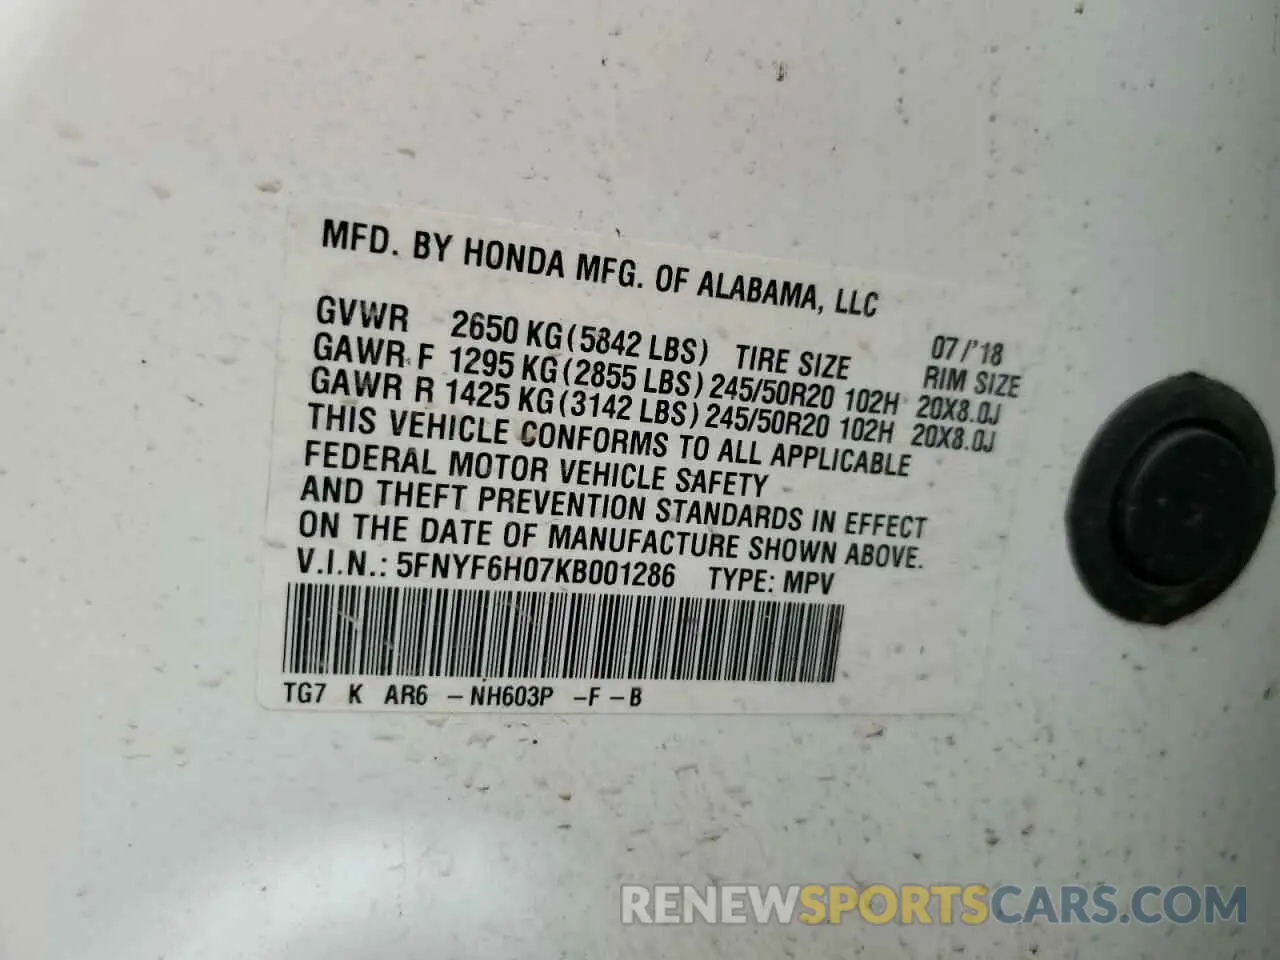 MFD. BY HONDA MFG. OF ALABAMA, LLC
07/'18
GVWR 2650 KG(5842 LBS) TIRE SIZE RIM SIZE
GAWR F 1295 KG(2855 LBS) 245/50R20 102H 20X8.0J
GAWR R 1425 KG(3142 LBS) 245/50R20 102H 20X8.0J
THIS VEHICLE CONFORMS TO ALL APPLICABLE
FEDERAL MOTOR VEHICLE SAFETY
AND THEFT PREVENTION STANDARDS IN EFFECT
ON THE DATE OF MANUFACTURE SHOWN ABOVE.
V.I.N.: 5FNYF6H07KB001286 TYPE: MPV
TG7 K AR6 – NH603P –F – B
RENEWSPORTSCARS.COM